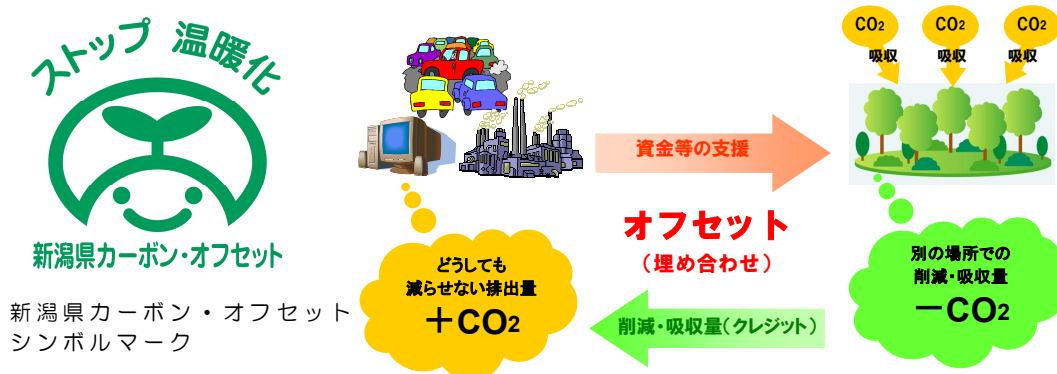 ストップ 温暖化
新潟県カーボン・オフセット
新潟県カーボン・オフセット
シンボルマーク
どうしても
減らせない排出量
＋CO2
資金等の支援
オフセット
（埋め合わせ）
削減・吸収量(クレジット)
CO2
CO2
CO2
吸収
吸収
吸収
別の場所での
削減・吸収量
－CO2